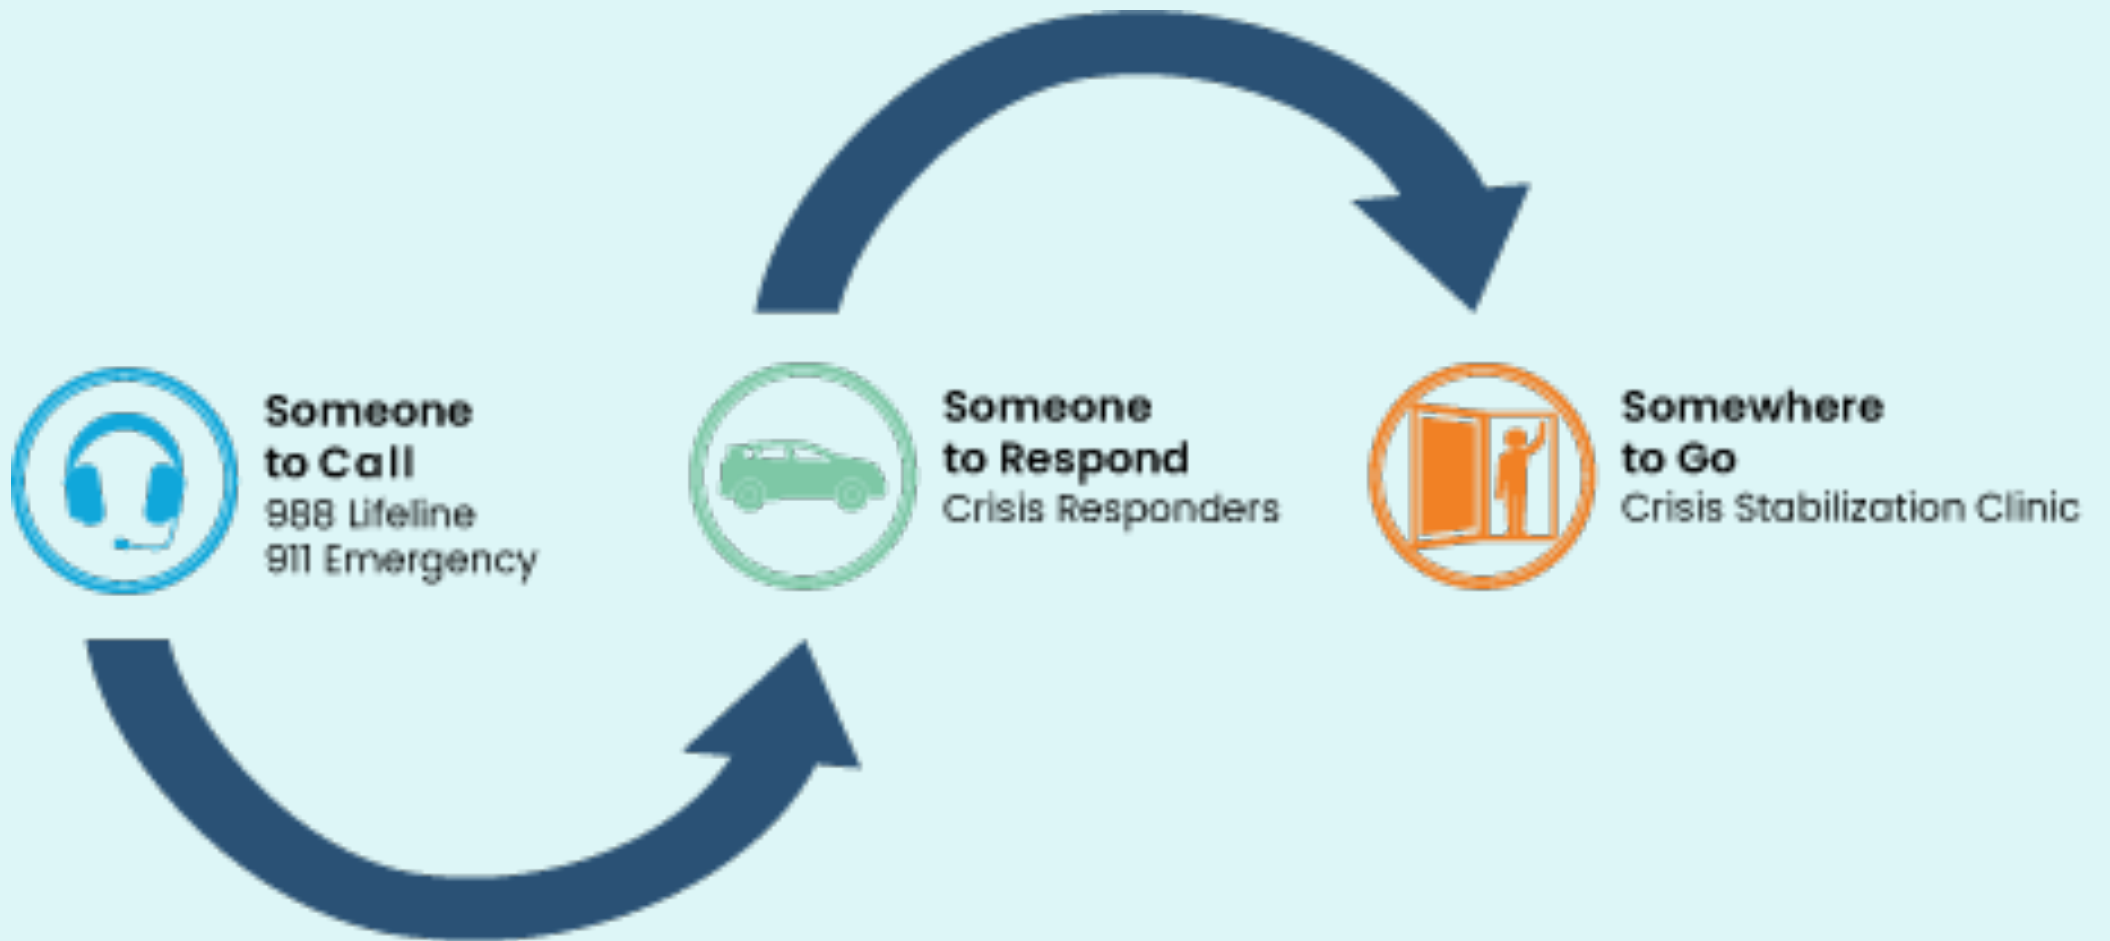 Someone
to Call
988 Lifeline
911 Emergency
Someone
to Respond
Crisis Responders
Somewhere
to Go
Crisis Stabilization Clinic